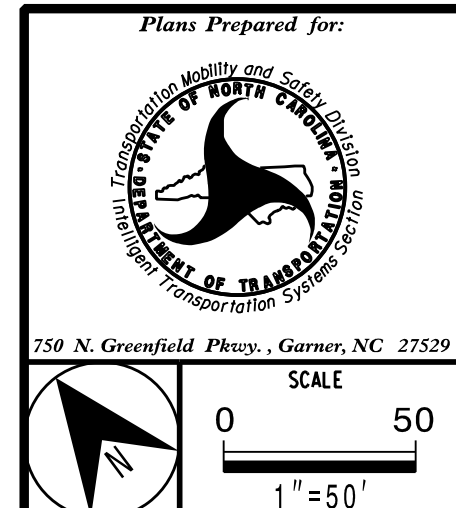 Plans Prepared for:
Transportation Mobility and Safety Division
STATE OF NORTH CAROLINA
DEPARTMENT OF TRANSPORTATION
Intelligent Transportation Systems Section
750 N. Greenfield Pkwy. , Garner, NC 27529
N
SCALE
0 50
1"=50'